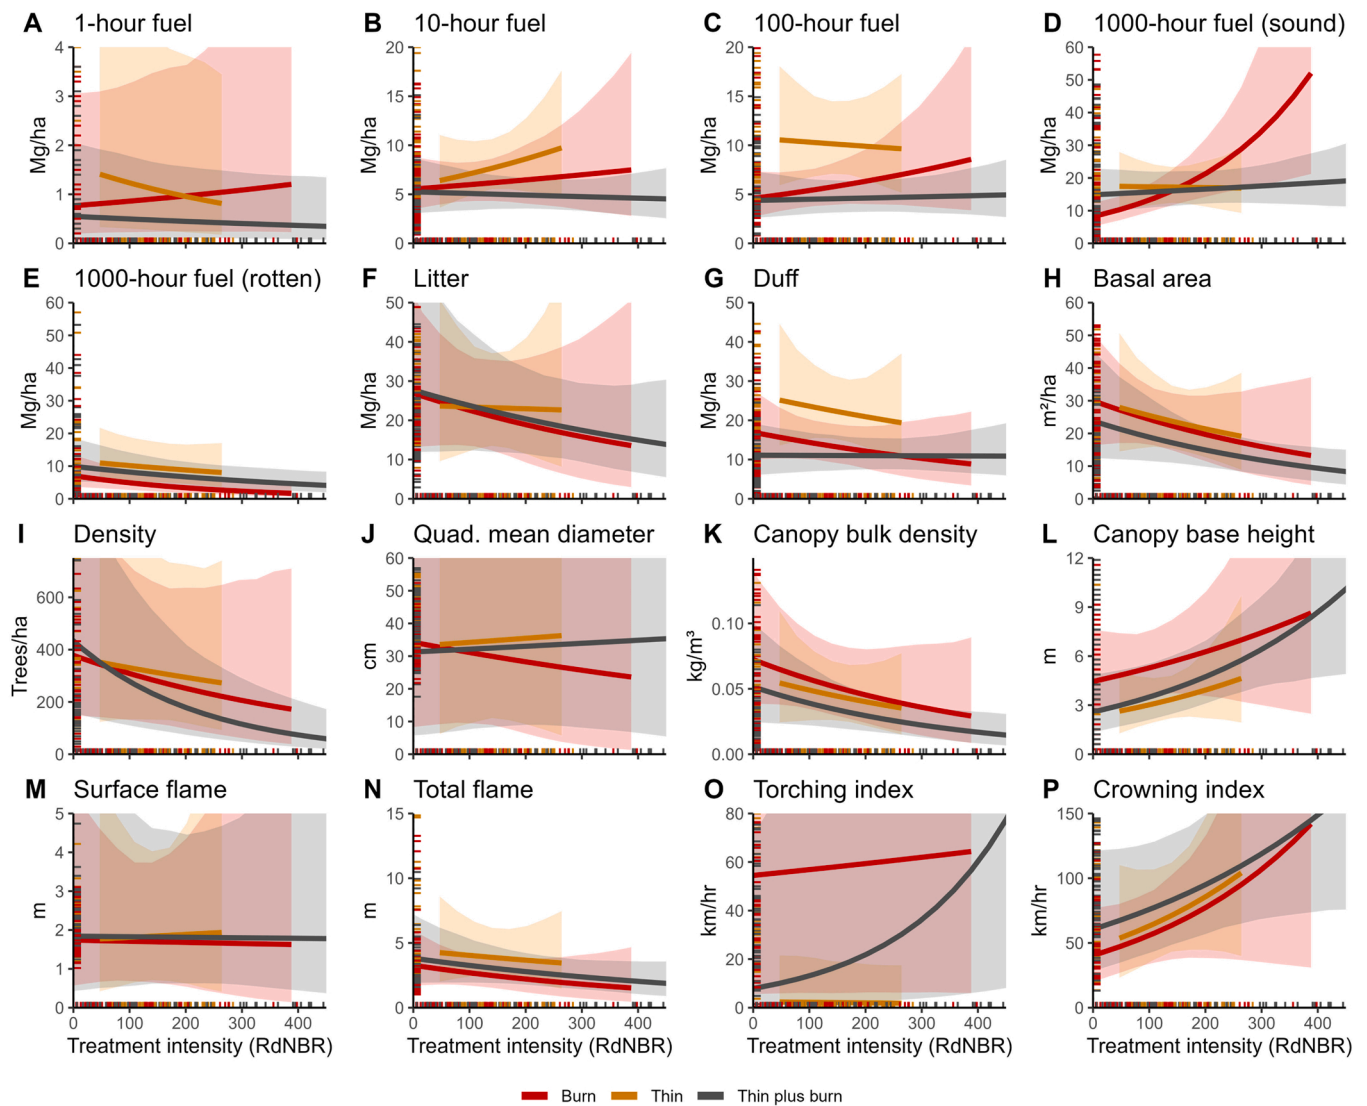 A 1-hour fuel
B 10-hour fuel
C 100-hour fuel
D 1000-hour fuel (sound)
Mg/ha
4
3
2
1
0
Mg/ha
20
15
10
5
0
Mg/ha
20
15
10
5
0
Mg/ha
60
50
40
30
20
10
0
E 1000-hour fuel (rotten)
F Litter
G Duff
H Basal area
Mg/ha
60
50
40
30
20
10
0
Mg/ha
50
40
30
20
10
0
Mg/ha
50
40
30
20
10
0
m²/ha
60
50
40
30
20
10
0
I Density
J Quad. mean diameter
K Canopy bulk density
L Canopy base height
Trees/ha
600
400
200
0
cm
60
50
40
30
20
10
0
kg/m³
0.10
0.05
0.00
m
12
9
6
3
0
M Surface flame
N Total flame
O Torching index
P Crowning index
m
5
4
3
2
1
0
m
15
10
5
0
km/hr
80
60
40
20
0
km/hr
150
100
50
0
0 100 200 300 400
0 100 200 300 400
0 100 200 300 400
0 100 200 300 400
Treatment intensity (RdNBR)
Treatment intensity (RdNBR)
Treatment intensity (RdNBR)
Treatment intensity (RdNBR)
Burn Thin Thin plus burn